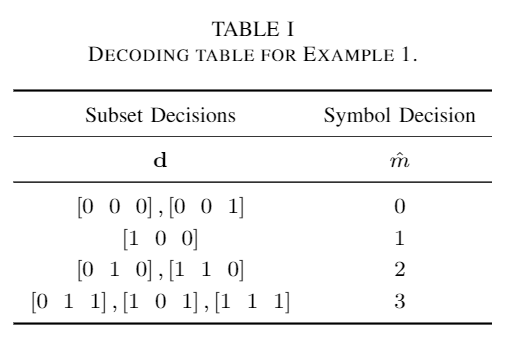 TABLE I
DECODING TABLE FOR EXAMPLE 1.
Subset Decisions Symbol Decision
d m̂
[0 0 0] , [0 0 1] 0
[1 0 0] 1
[0 1 0] , [1 1 0] 2
[0 1 1] , [1 0 1] , [1 1 1] 3